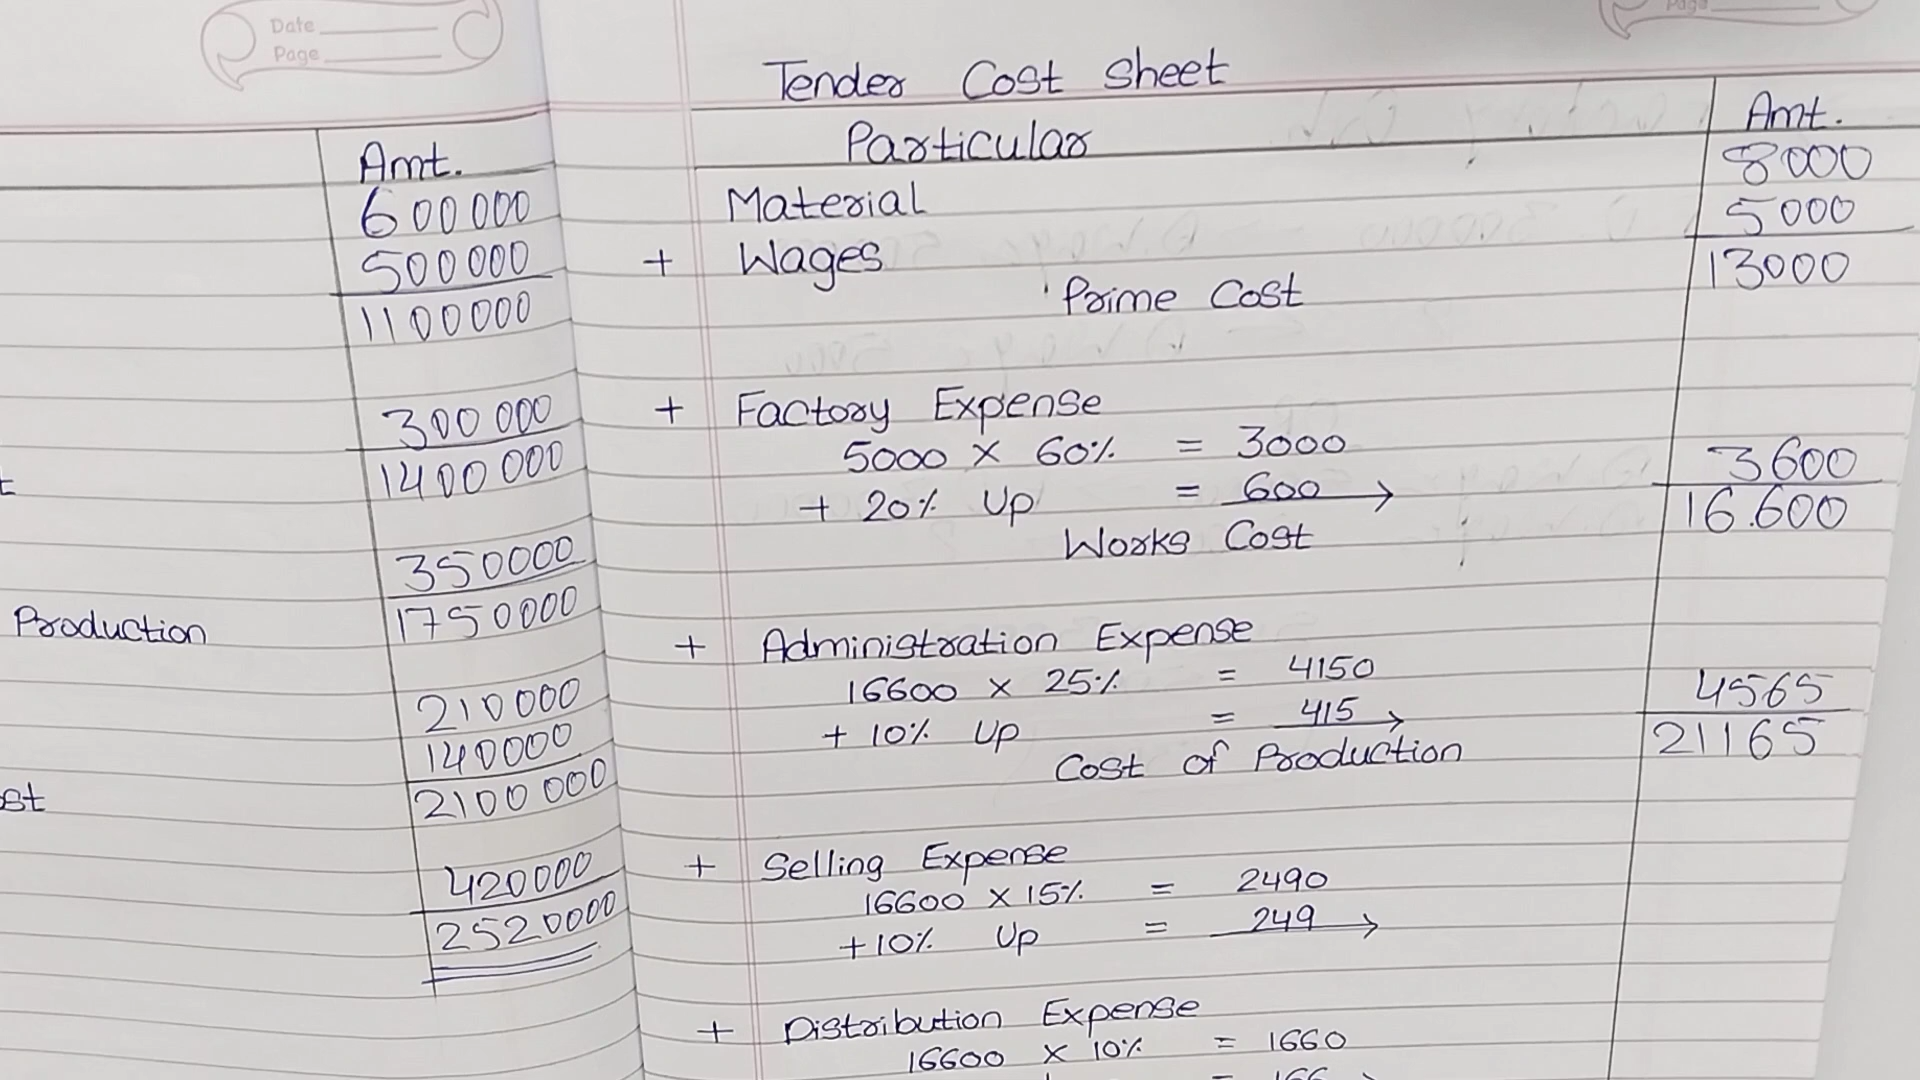 Date
Page
Amt.
600000
500000
1100000
300000
1400000
350000
Production 1750000
210000
140000
2100000
420000
2520000
Page
Tender Cost Sheet
Particular Amt.
Material 8000
+ Wages 5000
Prime Cost 13000
+ Factory Expense
5000 x 60% = 3000
+ 20% Up = 600 → 3600
Works Cost 16.600
+ Administration Expense
16600 x 25% = 4150
+ 10% Up = 415 → 4565
Cost of Production 21165
+ Selling Expense
16600 x 15% = 2490
+10% Up = 249 →
+ Distribution Expense
16600 x 10% = 1660